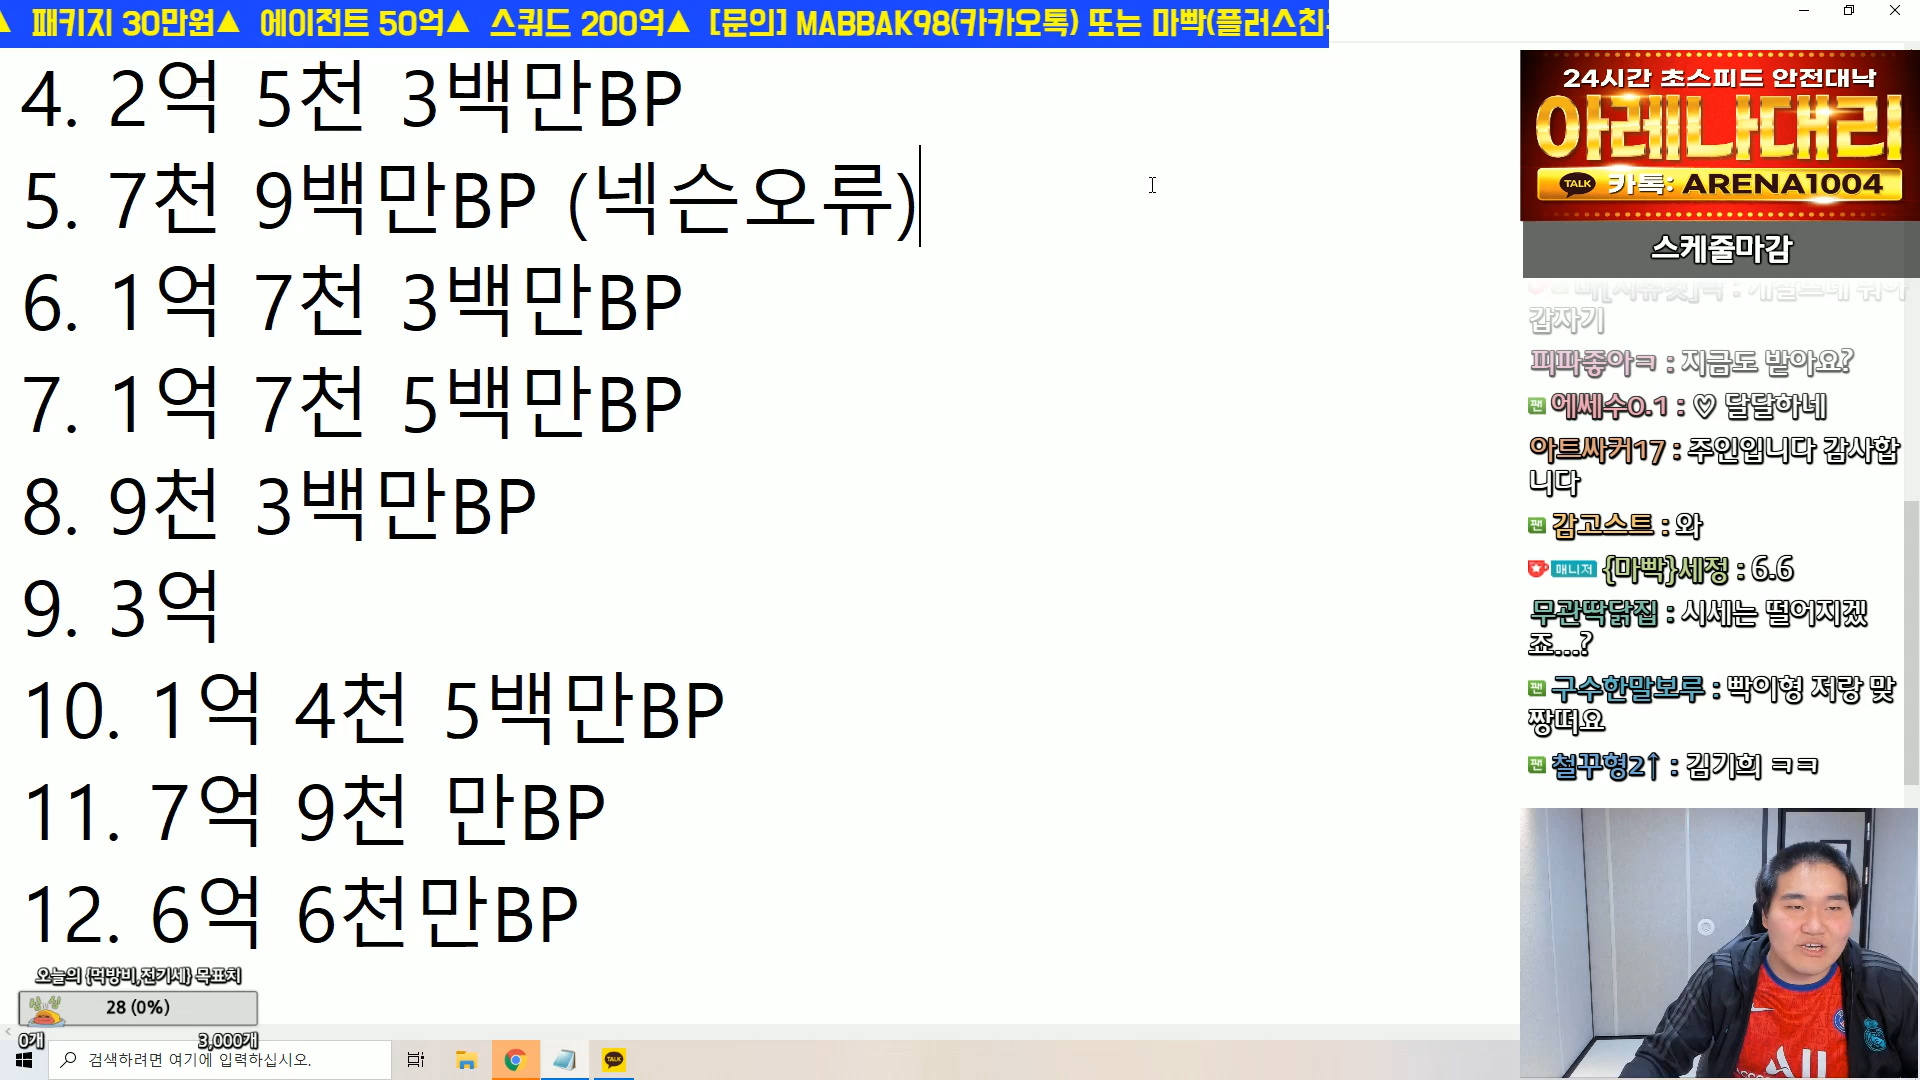 패키지 30만원▲ 에이전트 50억▲ 스쿼드 200억▲ [문의] MABBAK98(카카오톡) 또는 마빡(플러스친
4. 2억 5천 3백만BP
5. 7천 9백만BP (넥슨오류)
6. 1억 7천 3백만BP
7. 1억 7천 5백만BP
8. 9천 3백만BP
9. 3억
10. 1억 4천 5백만BP
11. 7억 9천 만BP
12. 6억 6천만BP
오늘의 {먹방비,전기세} 목표치
28 (0%)
0개 3,000개
검색하려면 여기에 입력하십시오.
TALK
24시간 초스피드 안전대낙
아레나대리
TALK 카톡: ARENA1004
스케줄마감
갑자기
피파좋아ㅋ : 지금도 받아요?
팬 에쎄수0.1 : ♡ 달달하네
아트싸커17 : 주인입니다 감사합
니다
팬 감고스트 : 와
매니저 {마빡}세정 : 6.6
무관딱닭집 : 시세는 떨어지겠
죠...?
팬 구수한말보루 : 빡이형 저랑 맞
짱떠요
팬 철꾸형2↑ : 김기희 ㅋㅋ